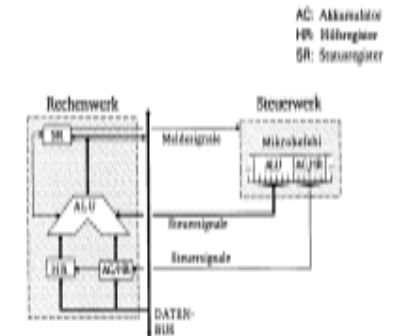 AC: Akkumulator
HR: Hilfsregister
SR: Statusregister
Rechenwerk
Steuerwerk
SR
Meldesignale
Mikrobefehl
ALU
AC/HR
ALU
Steuersignale
Steuersignale
HR
AC/HR
DATEN-
BUS